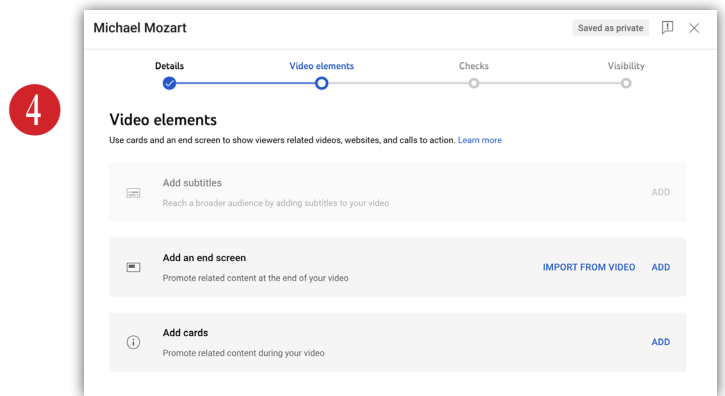 Michael Mozart Saved as private
Details Video elements Checks Visibility
4
Video elements
Use cards and an end screen to show viewers related videos, websites, and calls to action. Learn more
Add subtitles
ADD
Reach a broader audience by adding subtitles to your video
Add an end screen
IMPORT FROM VIDEO ADD
Promote related content at the end of your video
Add cards
ADD
Promote related content during your video